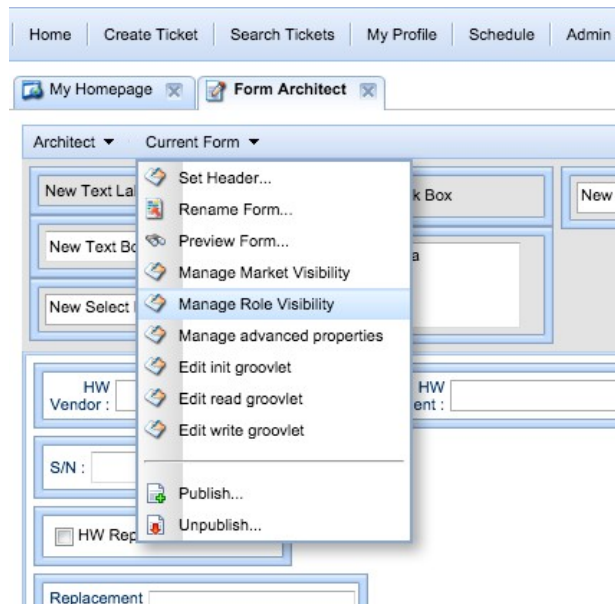 Home Create Ticket Search Tickets My Profile Schedule Admin
My Homepage Form Architect
Architect Current Form
New Text Lal k Box New
New Text Bo a
New Select
Set Header...
Rename Form...
Preview Form...
Manage Market Visibility
Manage Role Visibility
Manage advanced properties
Edit init groovlet
Edit read groovlet
Edit write groovlet
Publish...
Unpublish...
HW Vendor : HW ent :
S/N :
HW Rep
Replacement